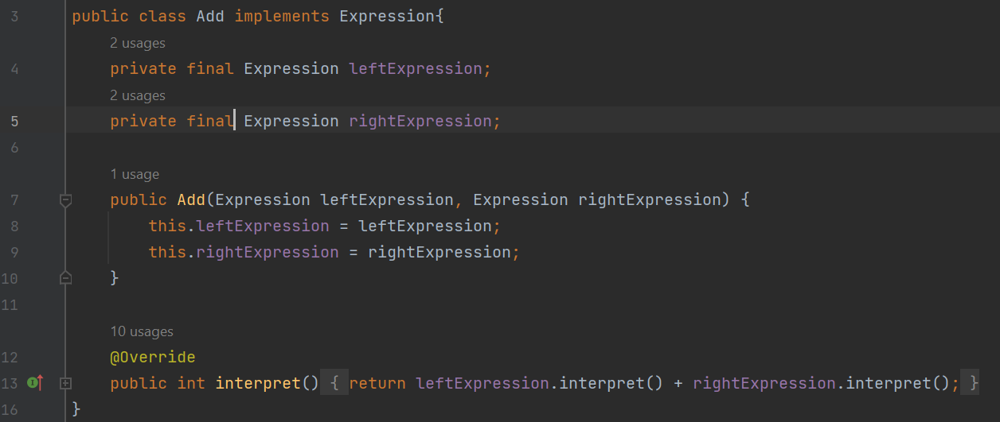 3 public class Add implements Expression{
2 usages
4 private final Expression leftExpression;
2 usages
5 private final Expression rightExpression;
6
1 usage
7 public Add(Expression leftExpression, Expression rightExpression) {
8 this.leftExpression = leftExpression;
9 this.rightExpression = rightExpression;
10 }
11
10 usages
12 @Override
13 I public int interpret() { return leftExpression.interpret() + rightExpression.interpret(); }
16 }